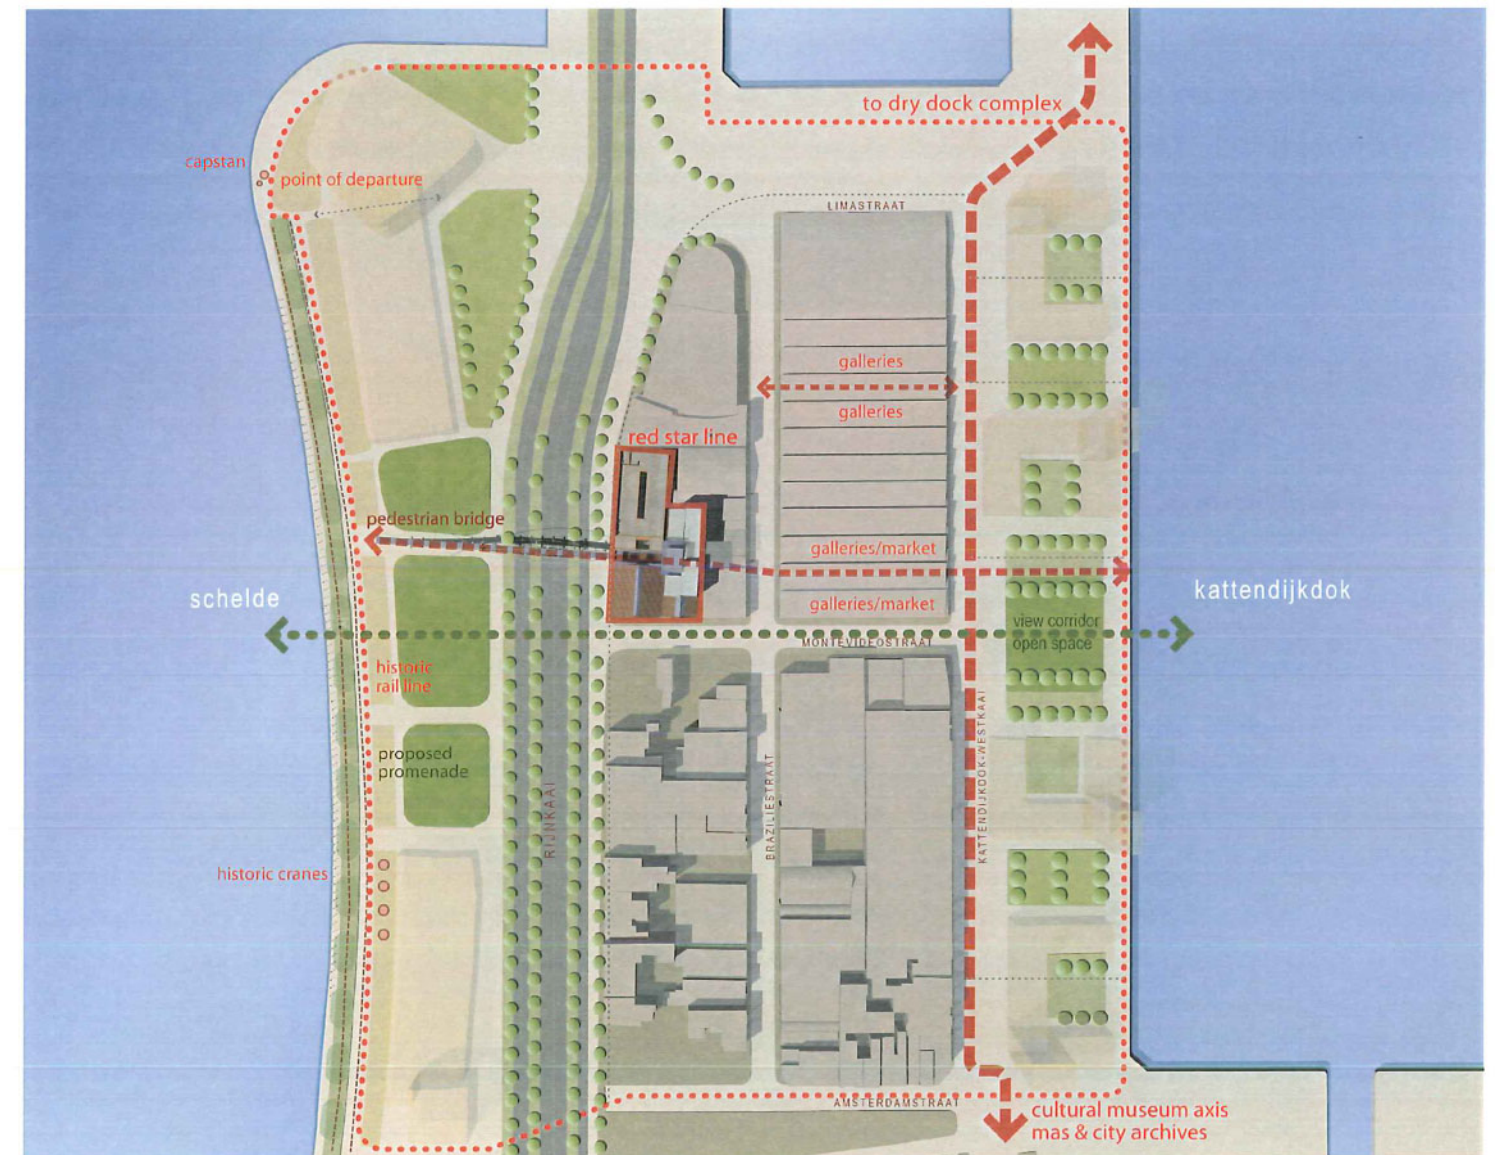 to dry dock complex
capstan
point of departure
LIMASTRAAT
galleries
galleries
red star line
pedestrian bridge
galleries/market
schelde
kattendijkdok
galleries/market
view corridor
open space
MONTEVIDEOSTRAAT
historic
rail line
KATTENDIJKDOK-WESTKAAI
proposed
promenade
BRAZILIESTRAAT
RIJNKAAI
historic cranes
AMSTERDAMSTRAAT
cultural museum axis
mas & city archives